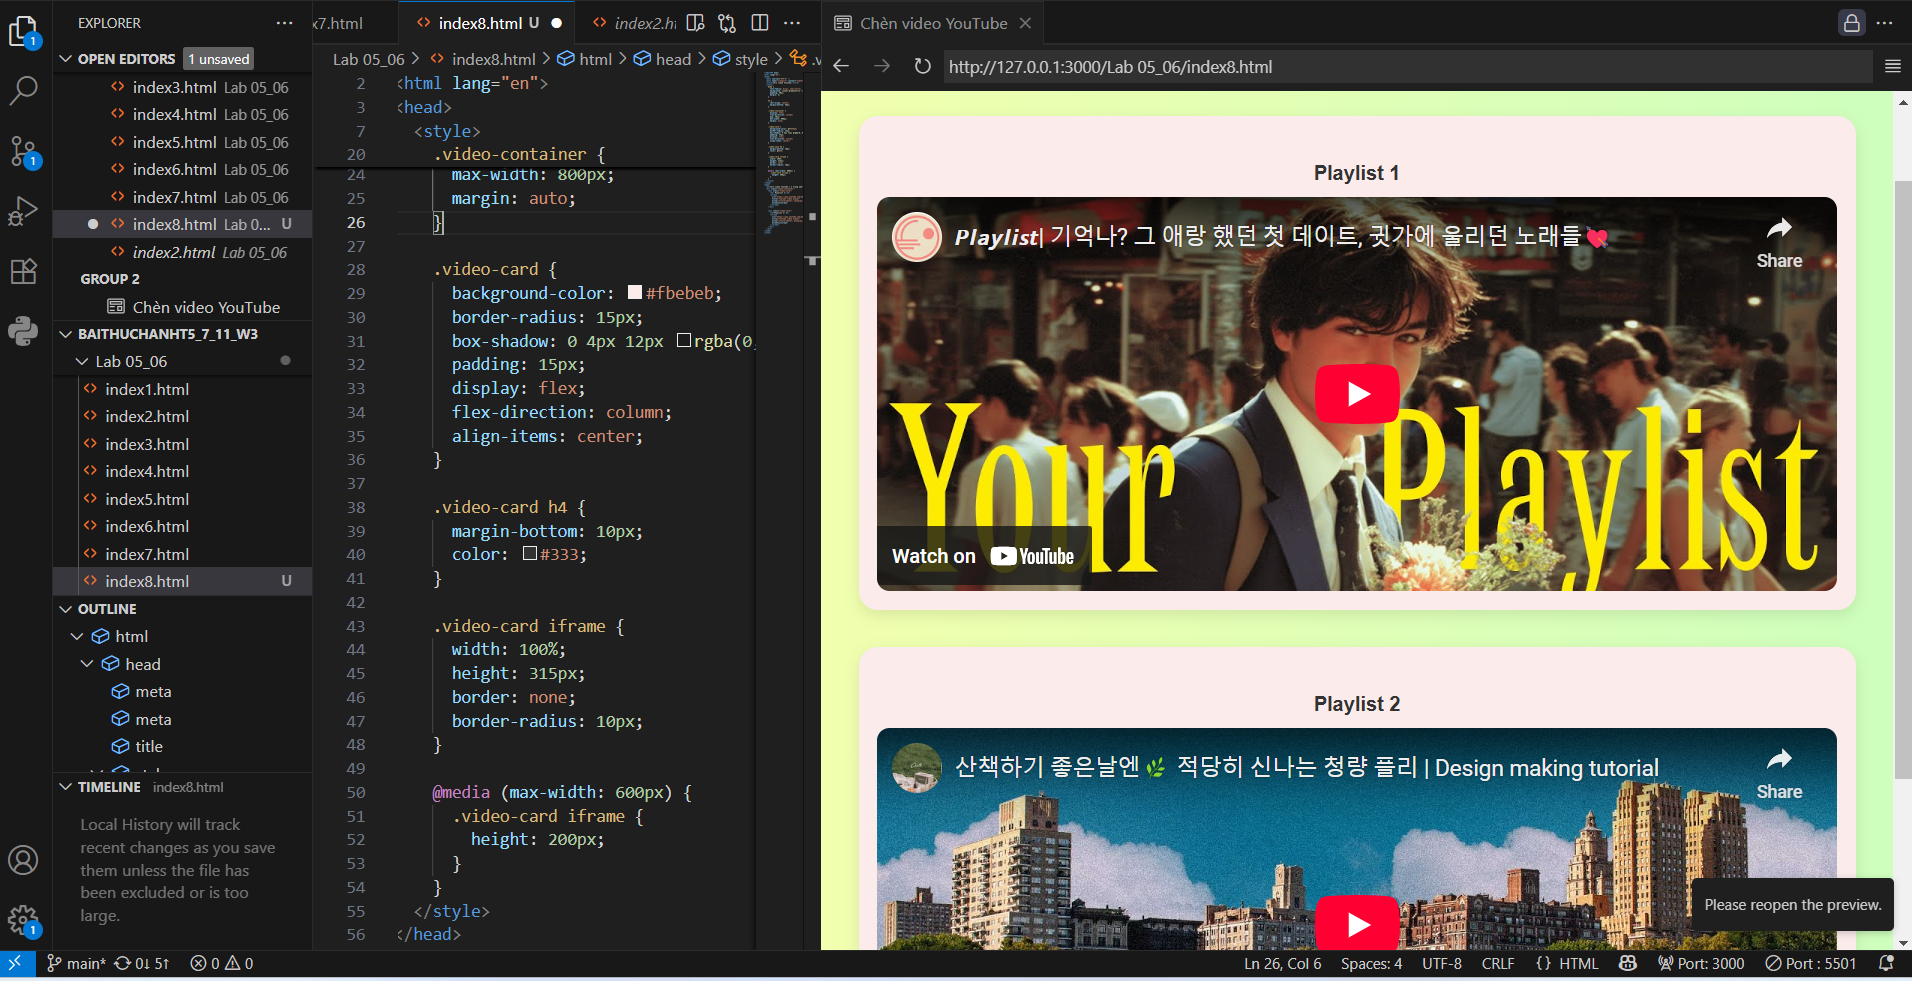 EXPLORER
OPEN EDITORS 1 unsaved
index3.html Lab 05_06
index4.html Lab 05_06
index5.html Lab 05_06
index6.html Lab 05_06
index7.html Lab 05_06
index8.html Lab 0... U
index2.html Lab 05_06
GROUP 2
Chèn video YouTube
BAITHUCHANHT5_7_11_W3
Lab 05_06
index1.html
index2.html
index3.html
index4.html
index5.html
index6.html
index7.html
index8.html U
OUTLINE
html
head
meta
meta
title
TIMELINE index8.html
Local History will track
recent changes as you save
them unless the file has
been excluded or is too
large.
1
1
1
x7.html index8.html U index2.h
Lab 05_06 > index8.html > html > head > style > .v
2 <html lang="en">
3 <head>
7 <style>
20 .video-container {
24 max-width: 800px;
25 margin: auto;
26 }
27
28 .video-card {
29 background-color: #fbebeb;
30 border-radius: 15px;
31 box-shadow: 0 4px 12px rgba(0,
32 padding: 15px;
33 display: flex;
34 flex-direction: column;
35 align-items: center;
36 }
37
38 .video-card h4 {
39 margin-bottom: 10px;
40 color: #333;
41 }
42
43 .video-card iframe {
44 width: 100%;
45 height: 315px;
46 border: none;
47 border-radius: 10px;
48 }
49
50 @media (max-width: 600px) {
51 .video-card iframe {
52 height: 200px;
53 }
54 }
55 </style>
56 </head>
Chèn video YouTube
http://127.0.0.1:3000/Lab 05_06/index8.html
Playlist 1
Playlist| 기억나? 그 애랑 했던 첫 데이트, 귓가에 울리던 노래들💘
Share
Your Playlist
Watch on YouTube
Playlist 2
산책하기 좋은날엔🌿 적당히 신나는 청량 플리 | Design making tutorial
Share
Please reopen the preview.
main* 0↓ 5↑ 0 0 Ln 26, Col 6 Spaces: 4 UTF-8 CRLF {} HTML Port: 3000 Port : 5501